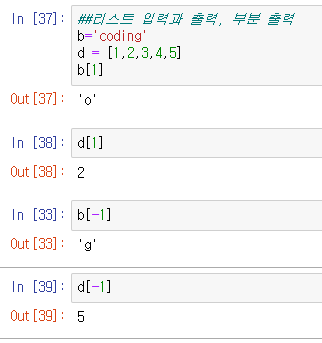 In [37]: ##리스트 입력과 출력, 부분 출력
b='coding'
d = [1,2,3,4,5]
b[1]
Out[37]: 'o'
In [38]: d[1]
Out[38]: 2
In [33]: b[-1]
Out[33]: 'g'
In [39]: d[-1]
Out[39]: 5